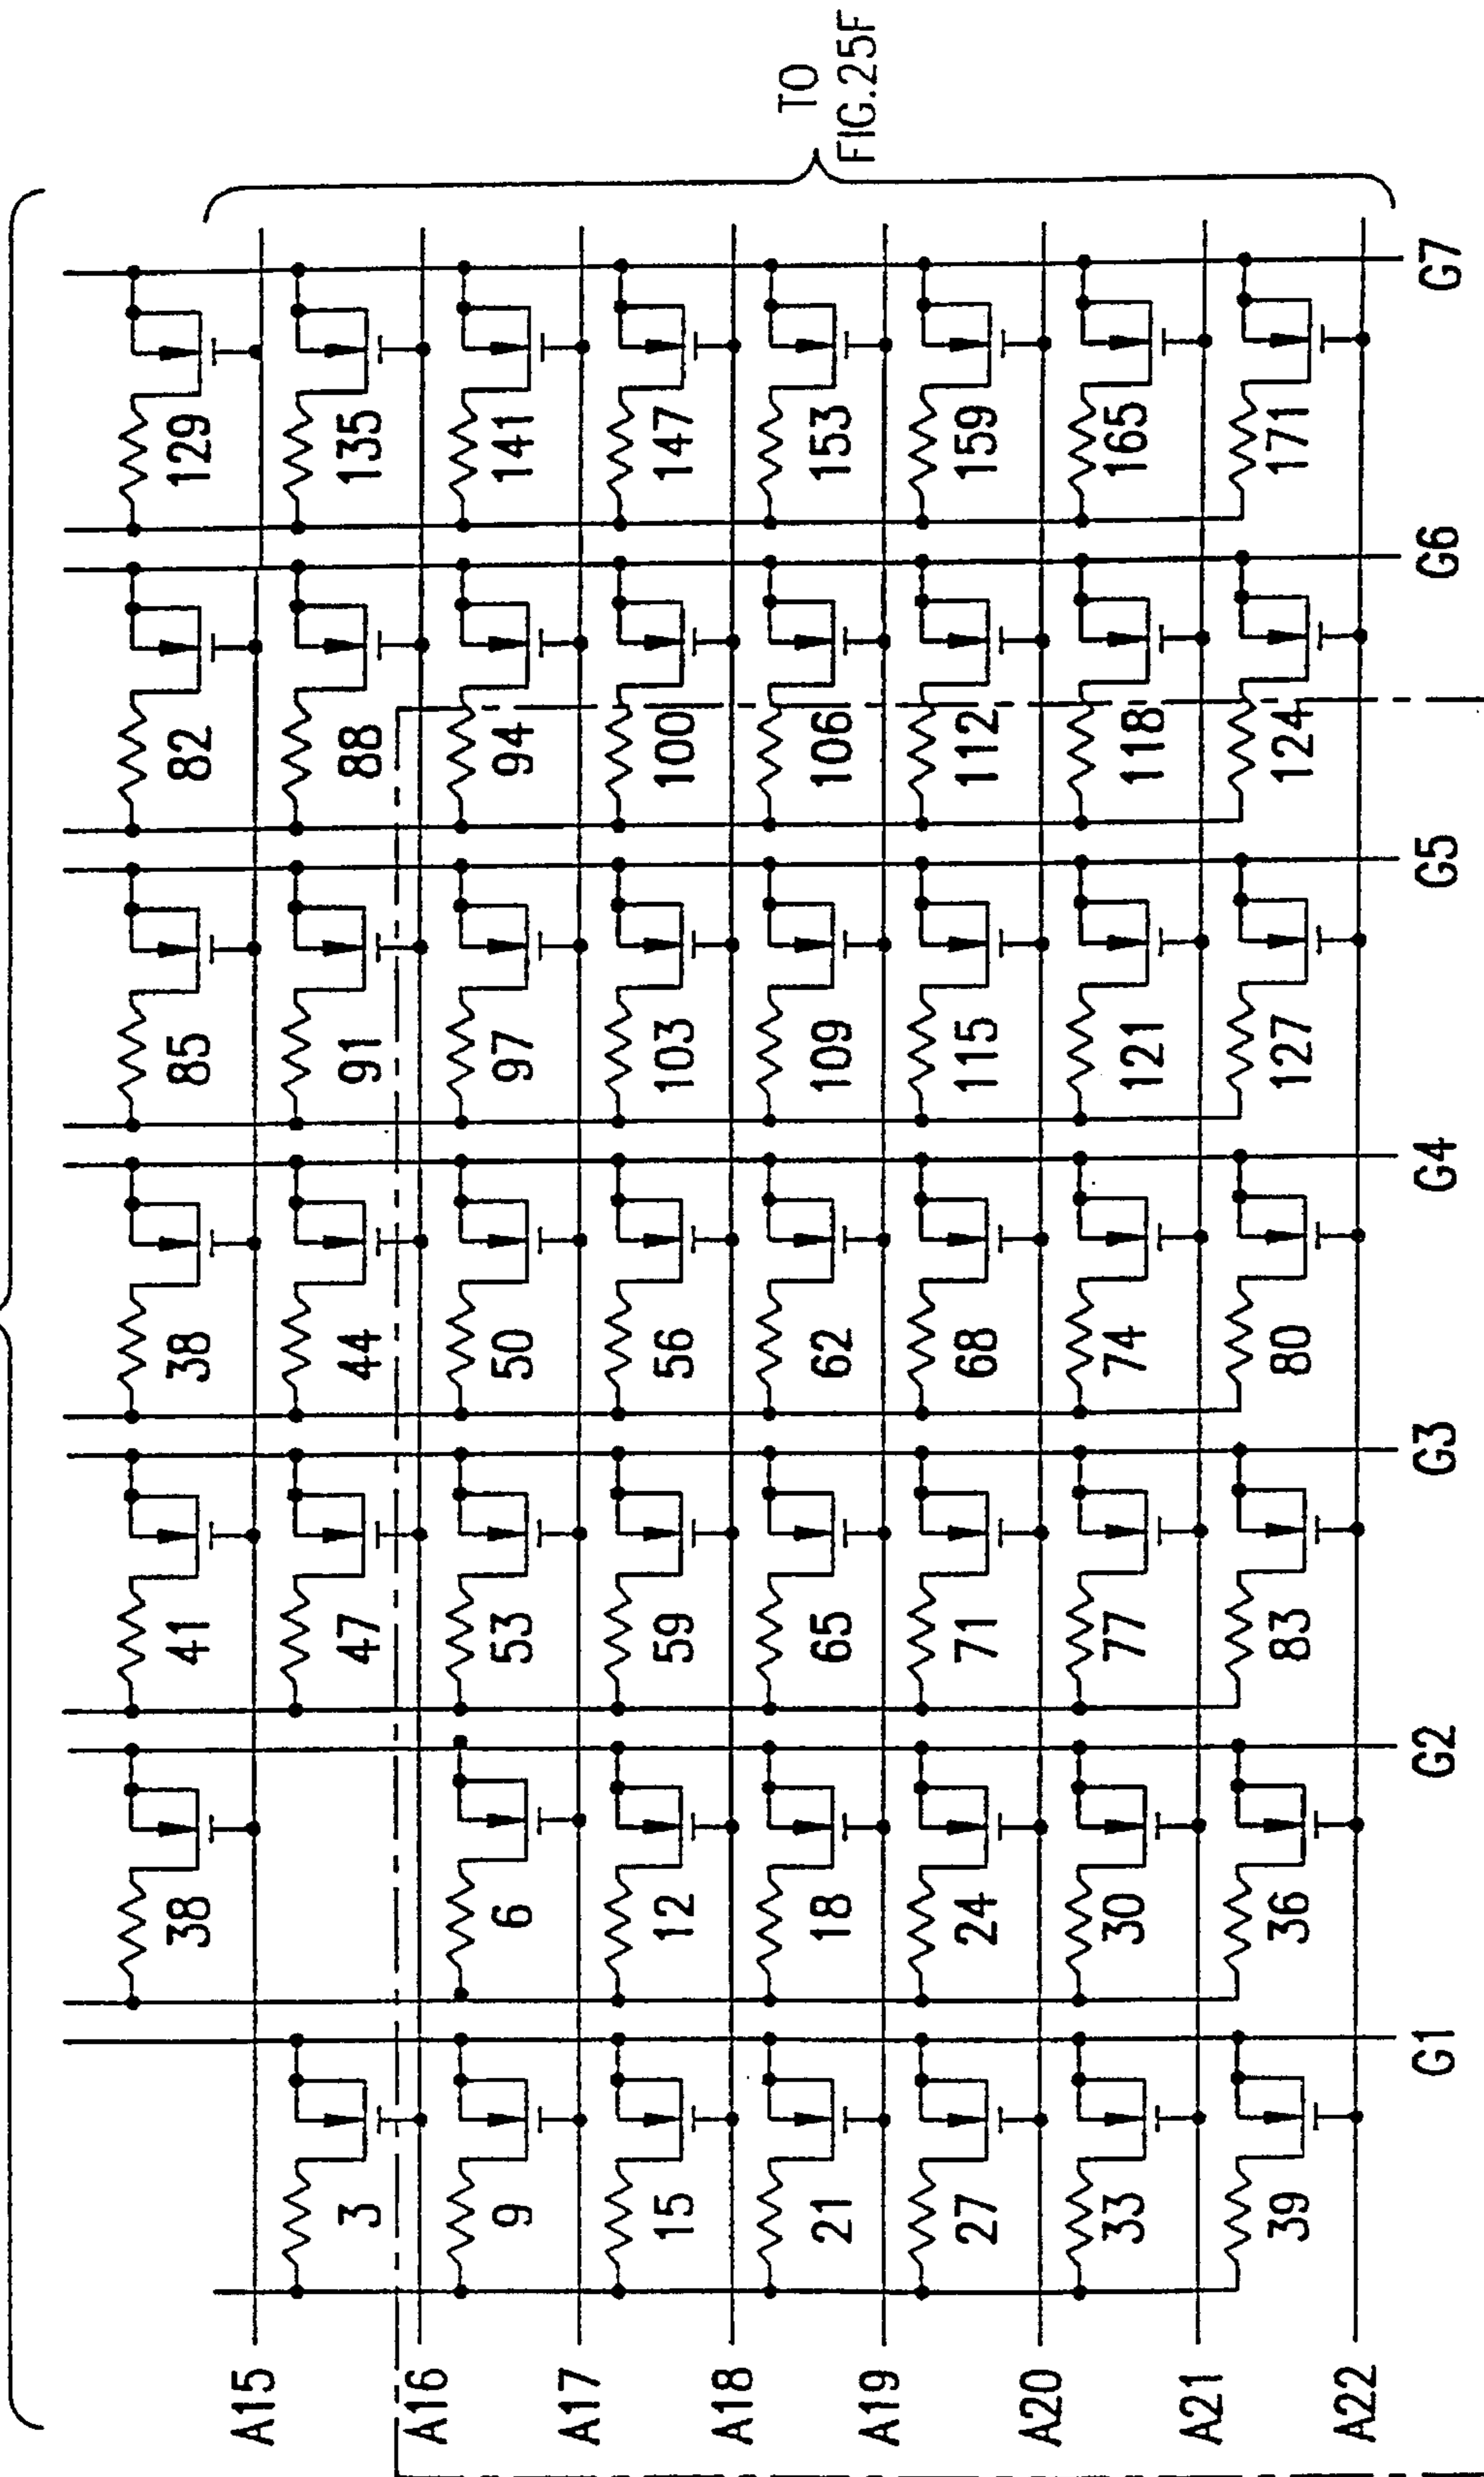 38 41 38 85 82 129
A15
3 47 44 91 88 135
A16
9 6 53 50 97 94 141
A17
15 12 59 56 103 100 147
A18
21 18 65 62 109 106 153
A19
27 24 71 68 115 112 159
A20
33 30 77 74 121 118 165
A21
39 36 83 80 127 124 171
A22
G1 G2 G3 G4 G5 G6 G7
TO
FIG.25F